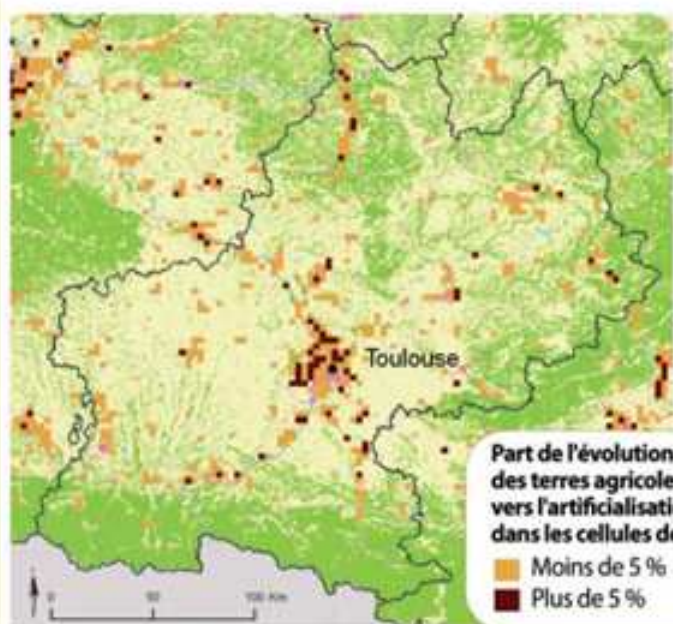 Toulouse
Part de l'évolution
des terres agricole
vers l'artificialisati
dans les cellules de
Moins de 5 %
Plus de 5 %
0 50 100 Km